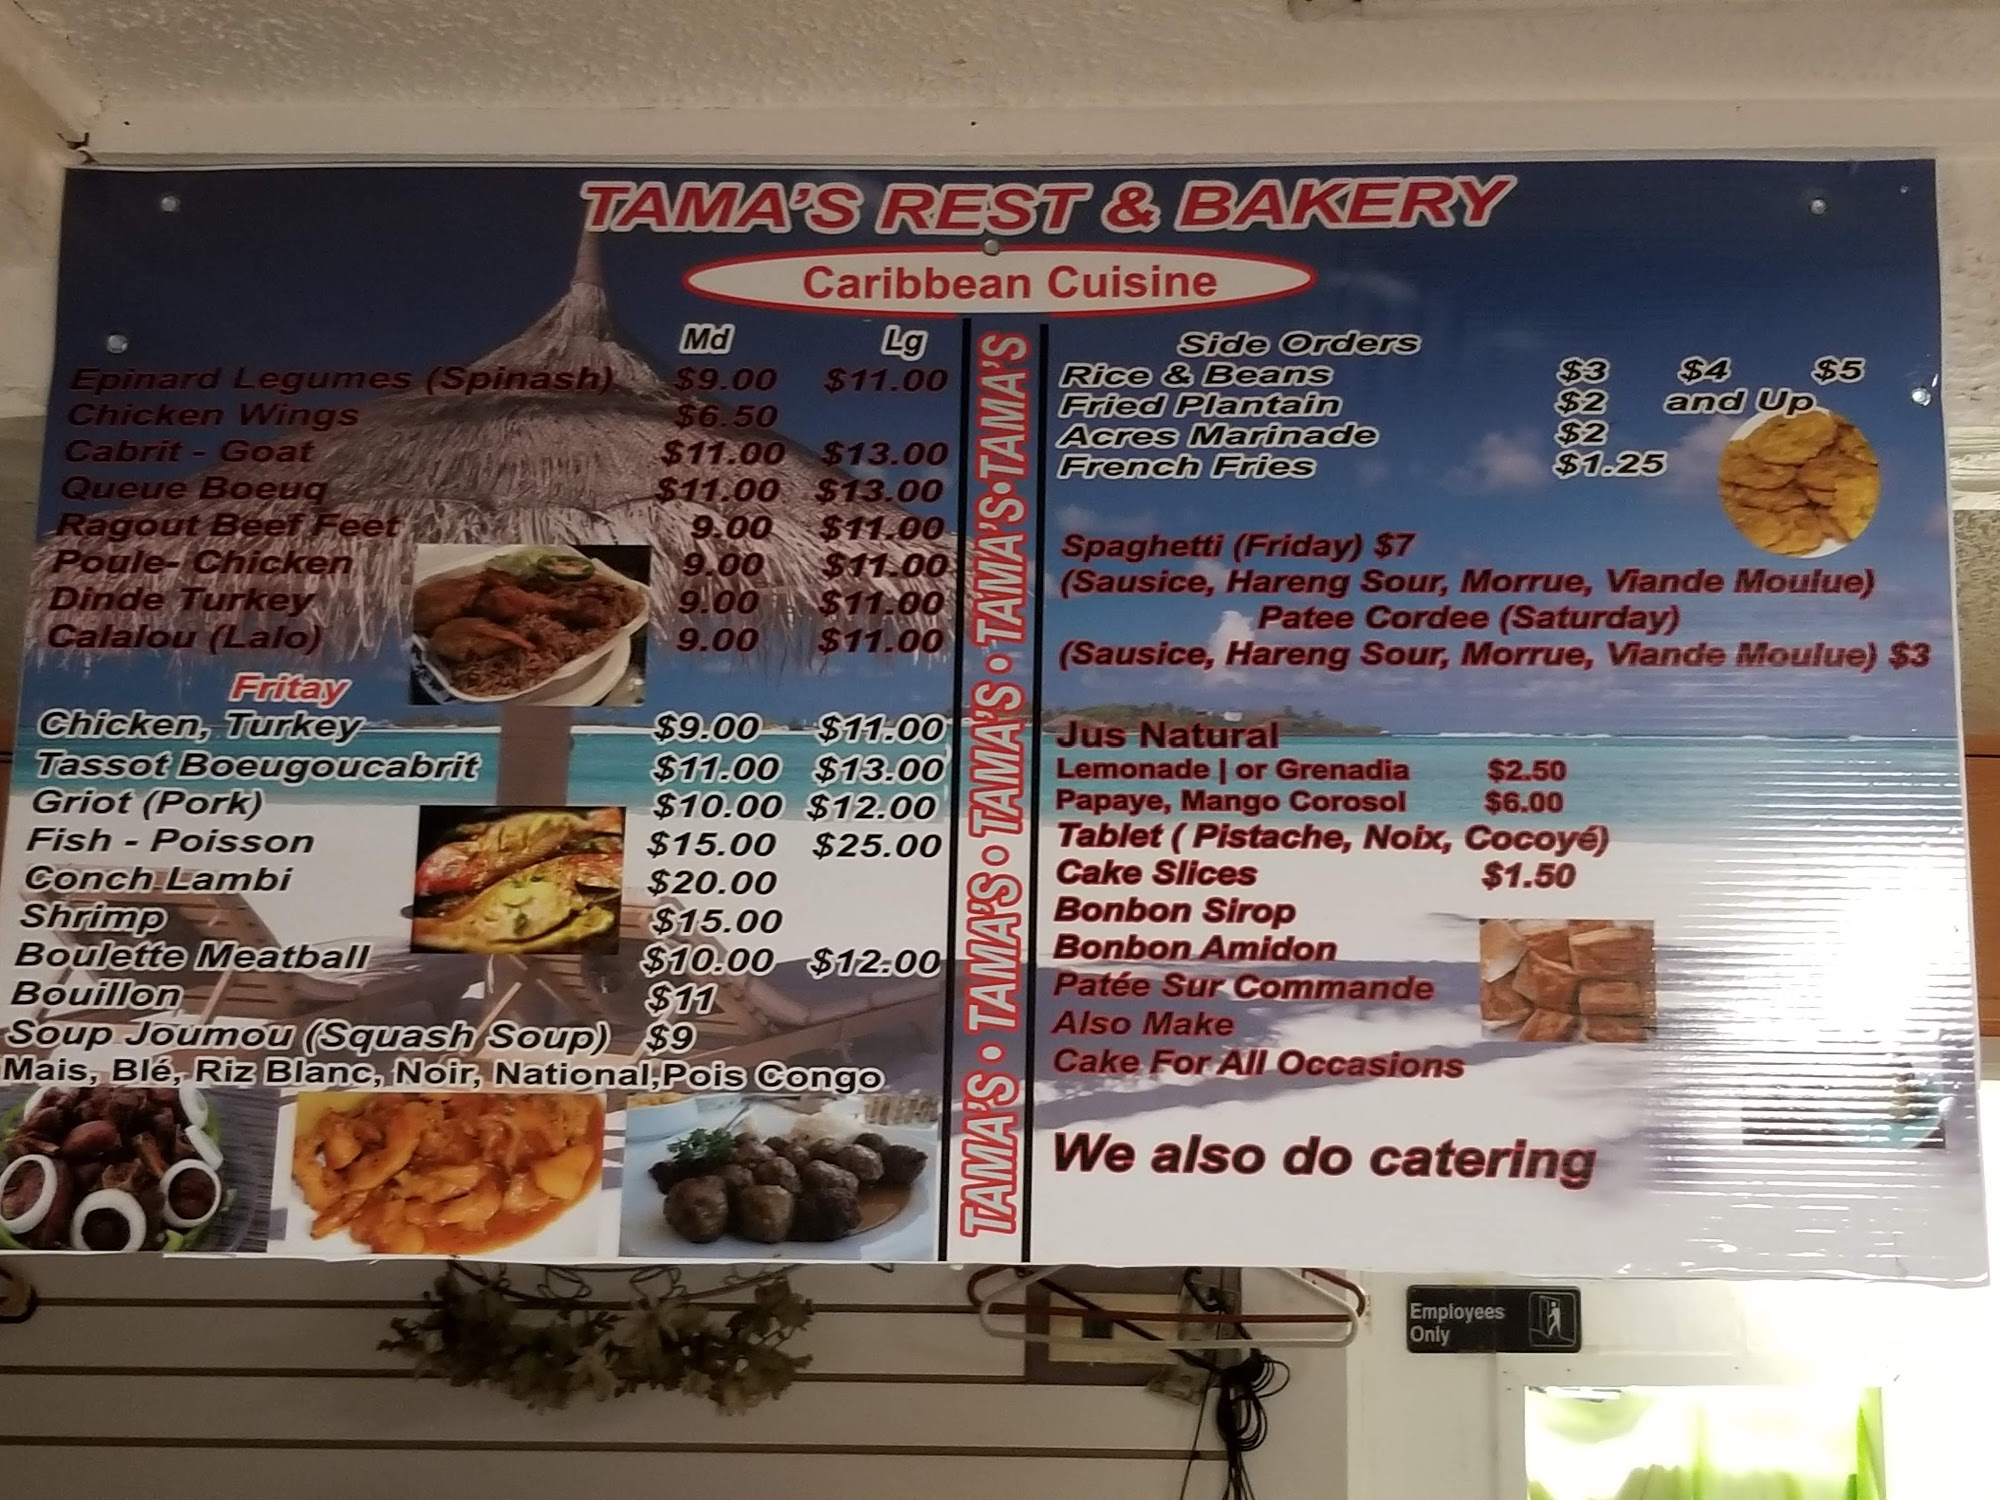 TAMA'S REST & BAKERY
Caribbean Cuisine
Md Lg
Epinard Legumes (Spinash) $9.00 $11.00
Chicken Wings $6.50
Cabrit - Goat $11.00 $13.00
Queue Boeuq $11.00 $13.00
Ragout Beef Feet 9.00 $11.00
Poule- Chicken 9.00 $11.00
Dinde Turkey 9.00 $11.00
Calalou (Lalo) 9.00 $11.00
Fritay
Chicken, Turkey $9.00 $11.00
Tassot Boeugoucabrit $11.00 $13.00
Griot (Pork) $10.00 $12.00
Fish - Poisson $15.00 $25.00
Conch Lambi $20.00
Shrimp $15.00
Boulette Meatball $10.00 $12.00
Bouillon $11
Soup Joumou (Squash Soup) $9
Mais, Blé, Riz Blanc, Noir, National,Pois Congo
TAMA'S • TAMA'S • TAMA'S o TAMA'S • TAMA'S•TAMA'S
Side Orders
Rice & Beans $3 $4 $5
Fried Plantain $2 and Up
Acres Marinade $2
French Fries $1.25
Spaghetti (Friday) $7
(Sausice, Hareng Sour, Morrue, Viande Moulue)
Patee Cordee (Saturday)
(Sausice, Hareng Sour, Morrue, Viande Moulue) $3
Jus Natural
Lemonade | or Grenadia $2.50
Papaye, Mango Corosol $6.00
Tablet ( Pistache, Noix, Cocoyé)
Cake Slices $1.50
Bonbon Sirop
Bonbon Amidon
Patée Sur Commande
Also Make
Cake For All Occasions
We also do catering
Employees
Only